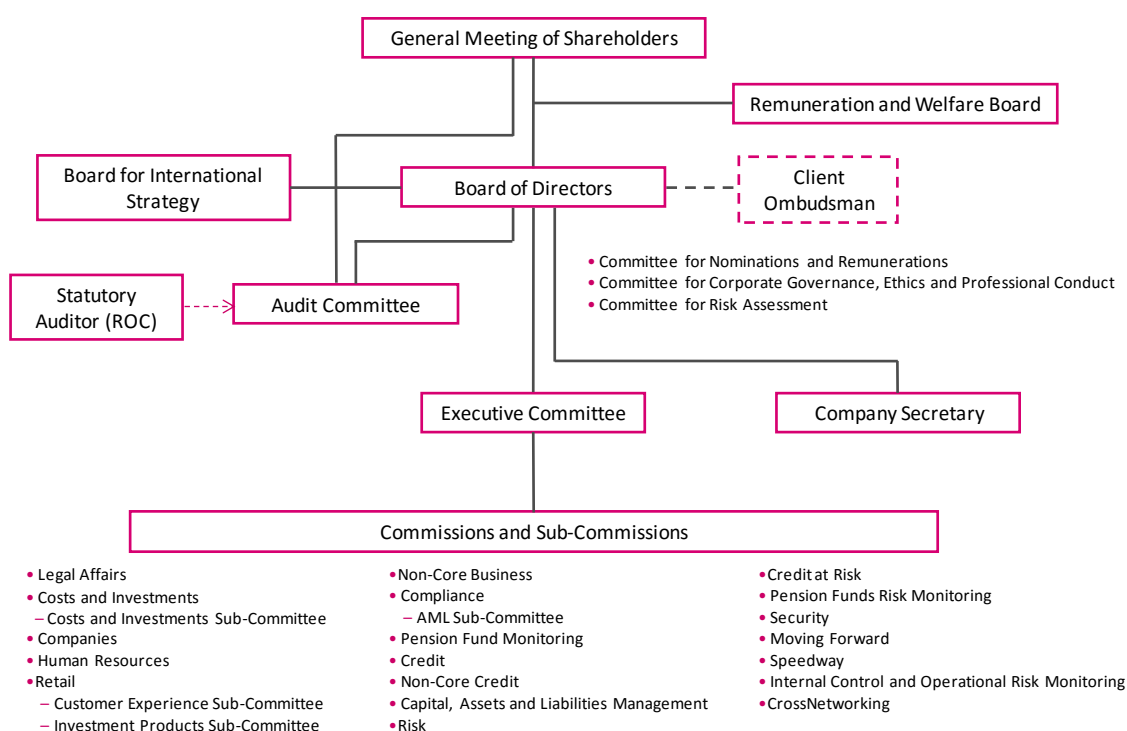 General Meeting of Shareholders
Remuneration and Welfare Board
Board for International
Strategy
Board of Directors
Client
Ombudsman
• Committee for Nominations and Remunerations
• Committee for Corporate Governance, Ethics and Professional Conduct
• Committee for Risk Assessment
Statutory
Auditor (ROC)
Audit Committee
Executive Committee
Company Secretary
Commissions and Sub-Commissions
• Legal Affairs
• Costs and Investments
– Costs and Investments Sub-Committee
• Companies
• Human Resources
• Retail
– Customer Experience Sub-Committee
– Investment Products Sub-Committee
• Non-Core Business
• Compliance
– AML Sub-Committee
• Pension Fund Monitoring
• Credit
• Non-Core Credit
• Capital, Assets and Liabilities Management
• Risk
• Credit at Risk
• Pension Funds Risk Monitoring
• Security
• Moving Forward
• Speedway
• Internal Control and Operational Risk Monitoring
• CrossNetworking